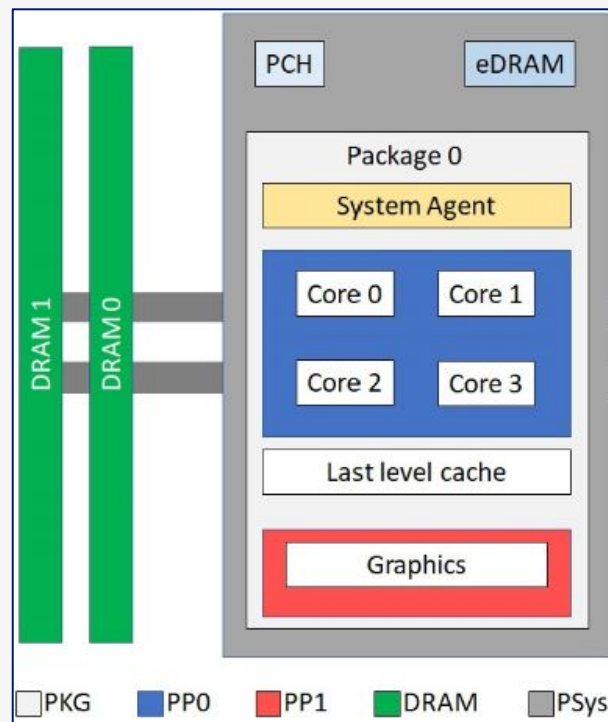 PCH
eDRAM
Package 0
System Agent
Core 0
Core 1
Core 2
Core 3
Last level cache
Graphics
DRAM 1
DRAM 0
PKG
PP0
PP1
DRAM
PSys